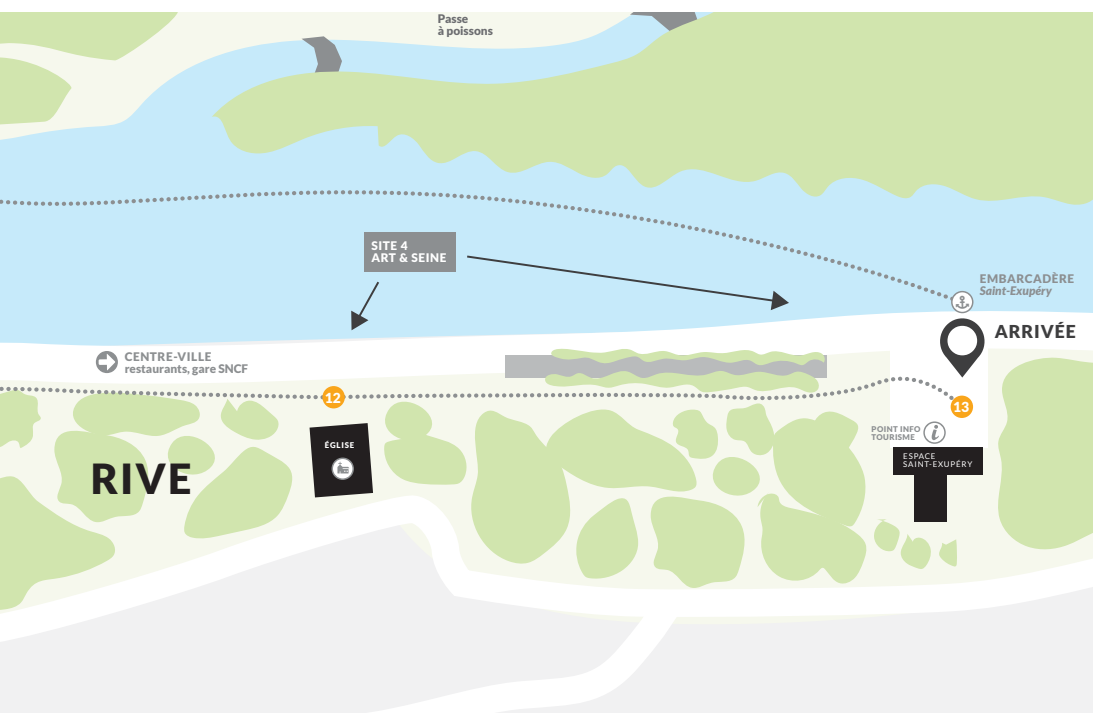 Passe
à poissons
SITE 4
ART & SEINE
EMBARCADÈRE
Saint-Exupéry
ARRIVÉE
CENTRE-VILLE
restaurants, gare SNCF
12
13
POINT INFO
TOURISME
i
ÉGLISE
ESPACE
SAINT-EXUPÉRY
RIVE